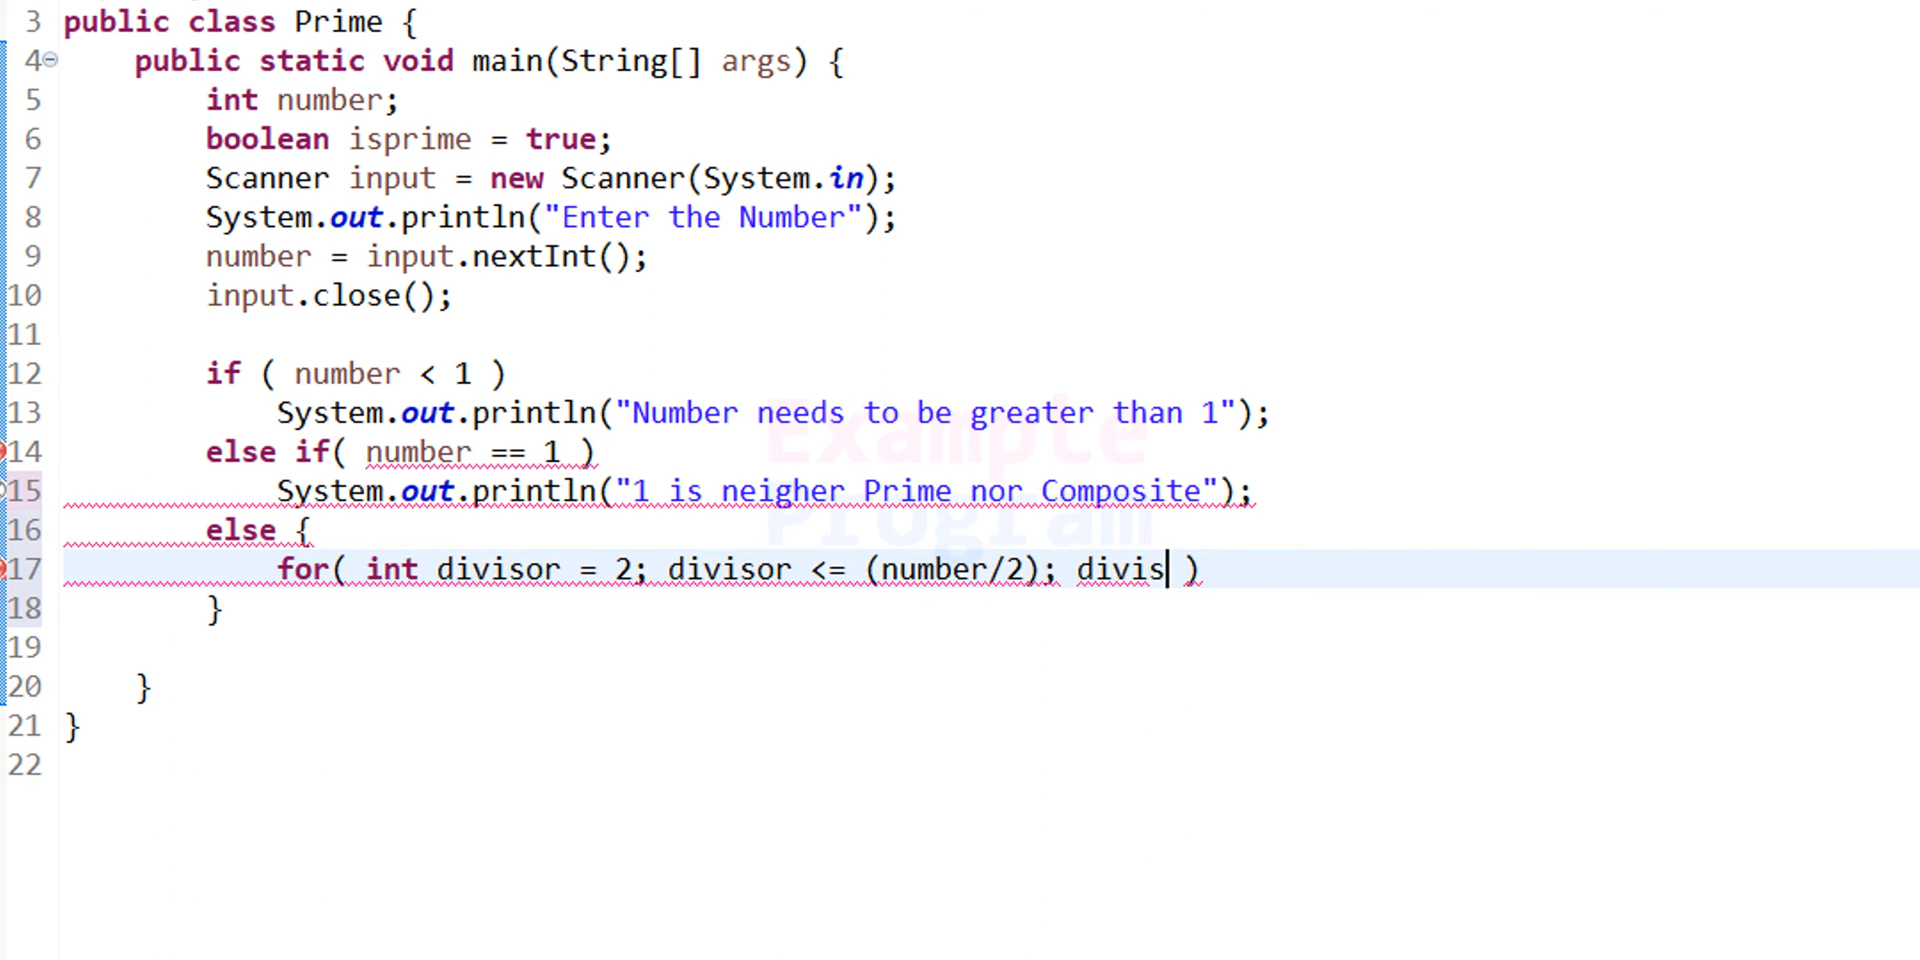 3 public class Prime {
4 public static void main(String[] args) {
5 int number;
6 boolean isprime = true;
7 Scanner input = new Scanner(System.in);
8 System.out.println("Enter the Number");
9 number = input.nextInt();
10 input.close();
11
12 if ( number < 1 )
13 System.out.println("Number needs to be greater than 1");
14 else if( number == 1 )
15 System.out.println("1 is neigher Prime nor Composite");
16 else {
17 for( int divisor = 2; divisor <= (number/2); divis )
18 }
19
20 }
21 }
22
Example
Program